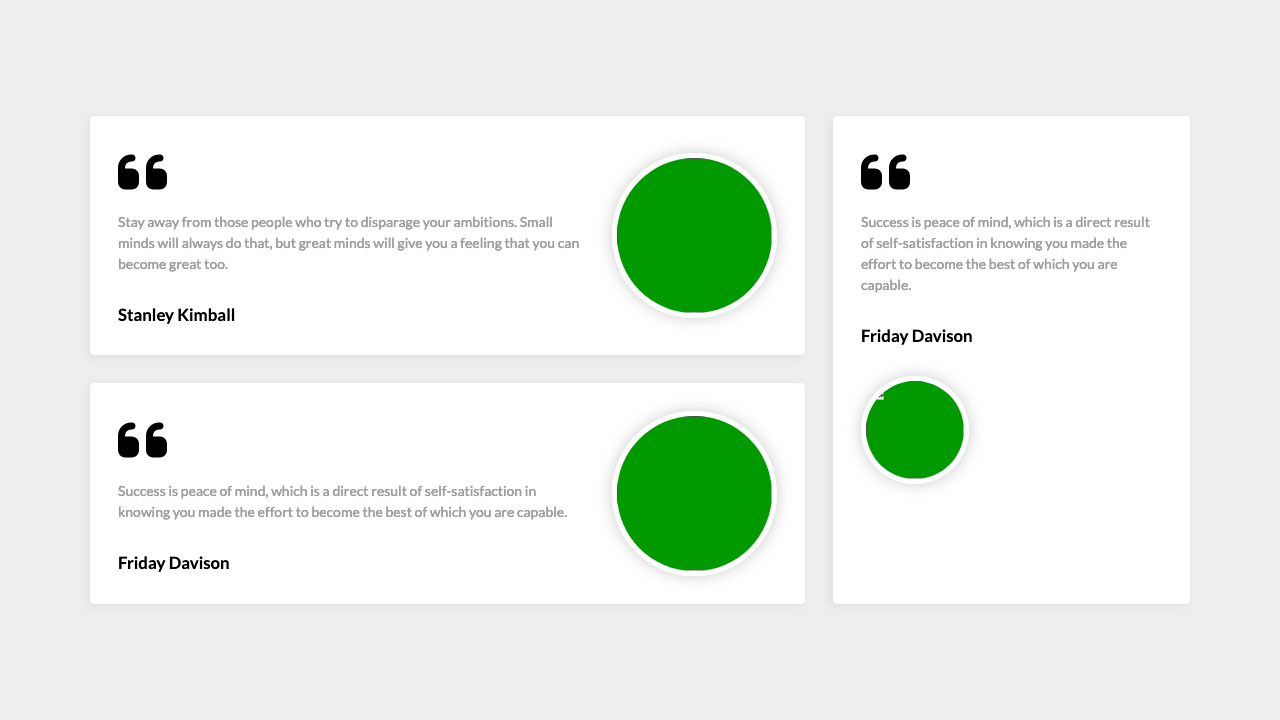 Stay away from those people who try to disparage your ambitions. Small
minds will always do that, but great minds will give you a feeling that you can
become great too.
Stanley Kimball
Success is peace of mind, which is a direct result of self-satisfaction in
knowing you made the effort to become the best of which you are capable.
Friday Davison
Success is peace of mind, which is a direct result
of self-satisfaction in knowing you made the
effort to become the best of which you are
capable.
Friday Davison